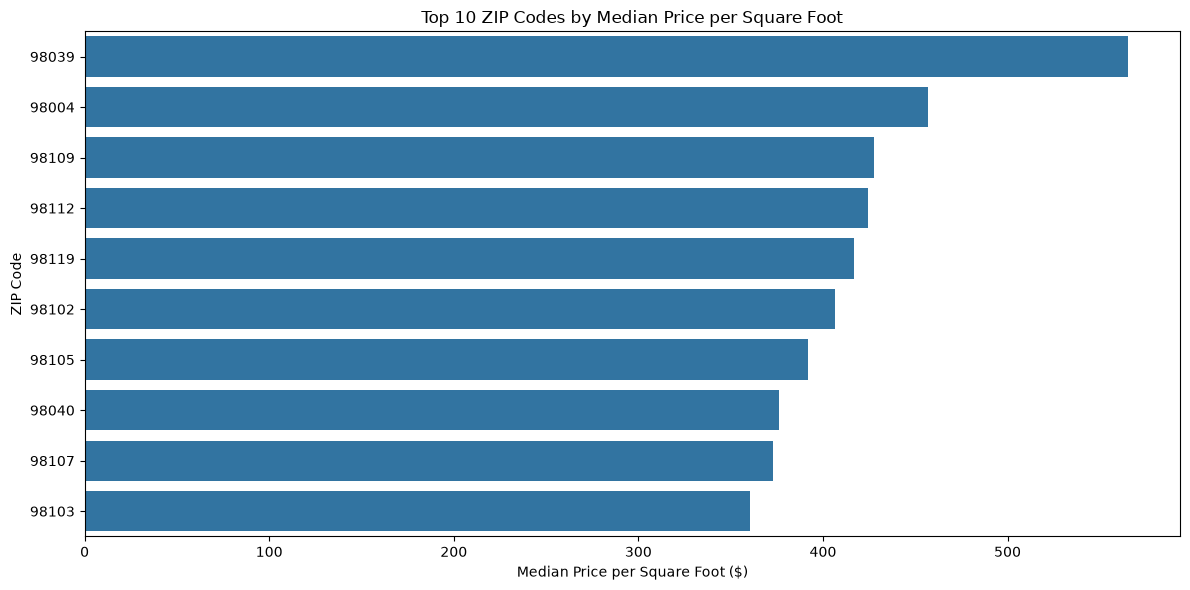 Top 10 ZIP Codes by Median Price per Square Foot
ZIP Code
98039
98004
98109
98112
98119
98102
98105
98040
98107
98103
0 100 200 300 400 500
Median Price per Square Foot ($)